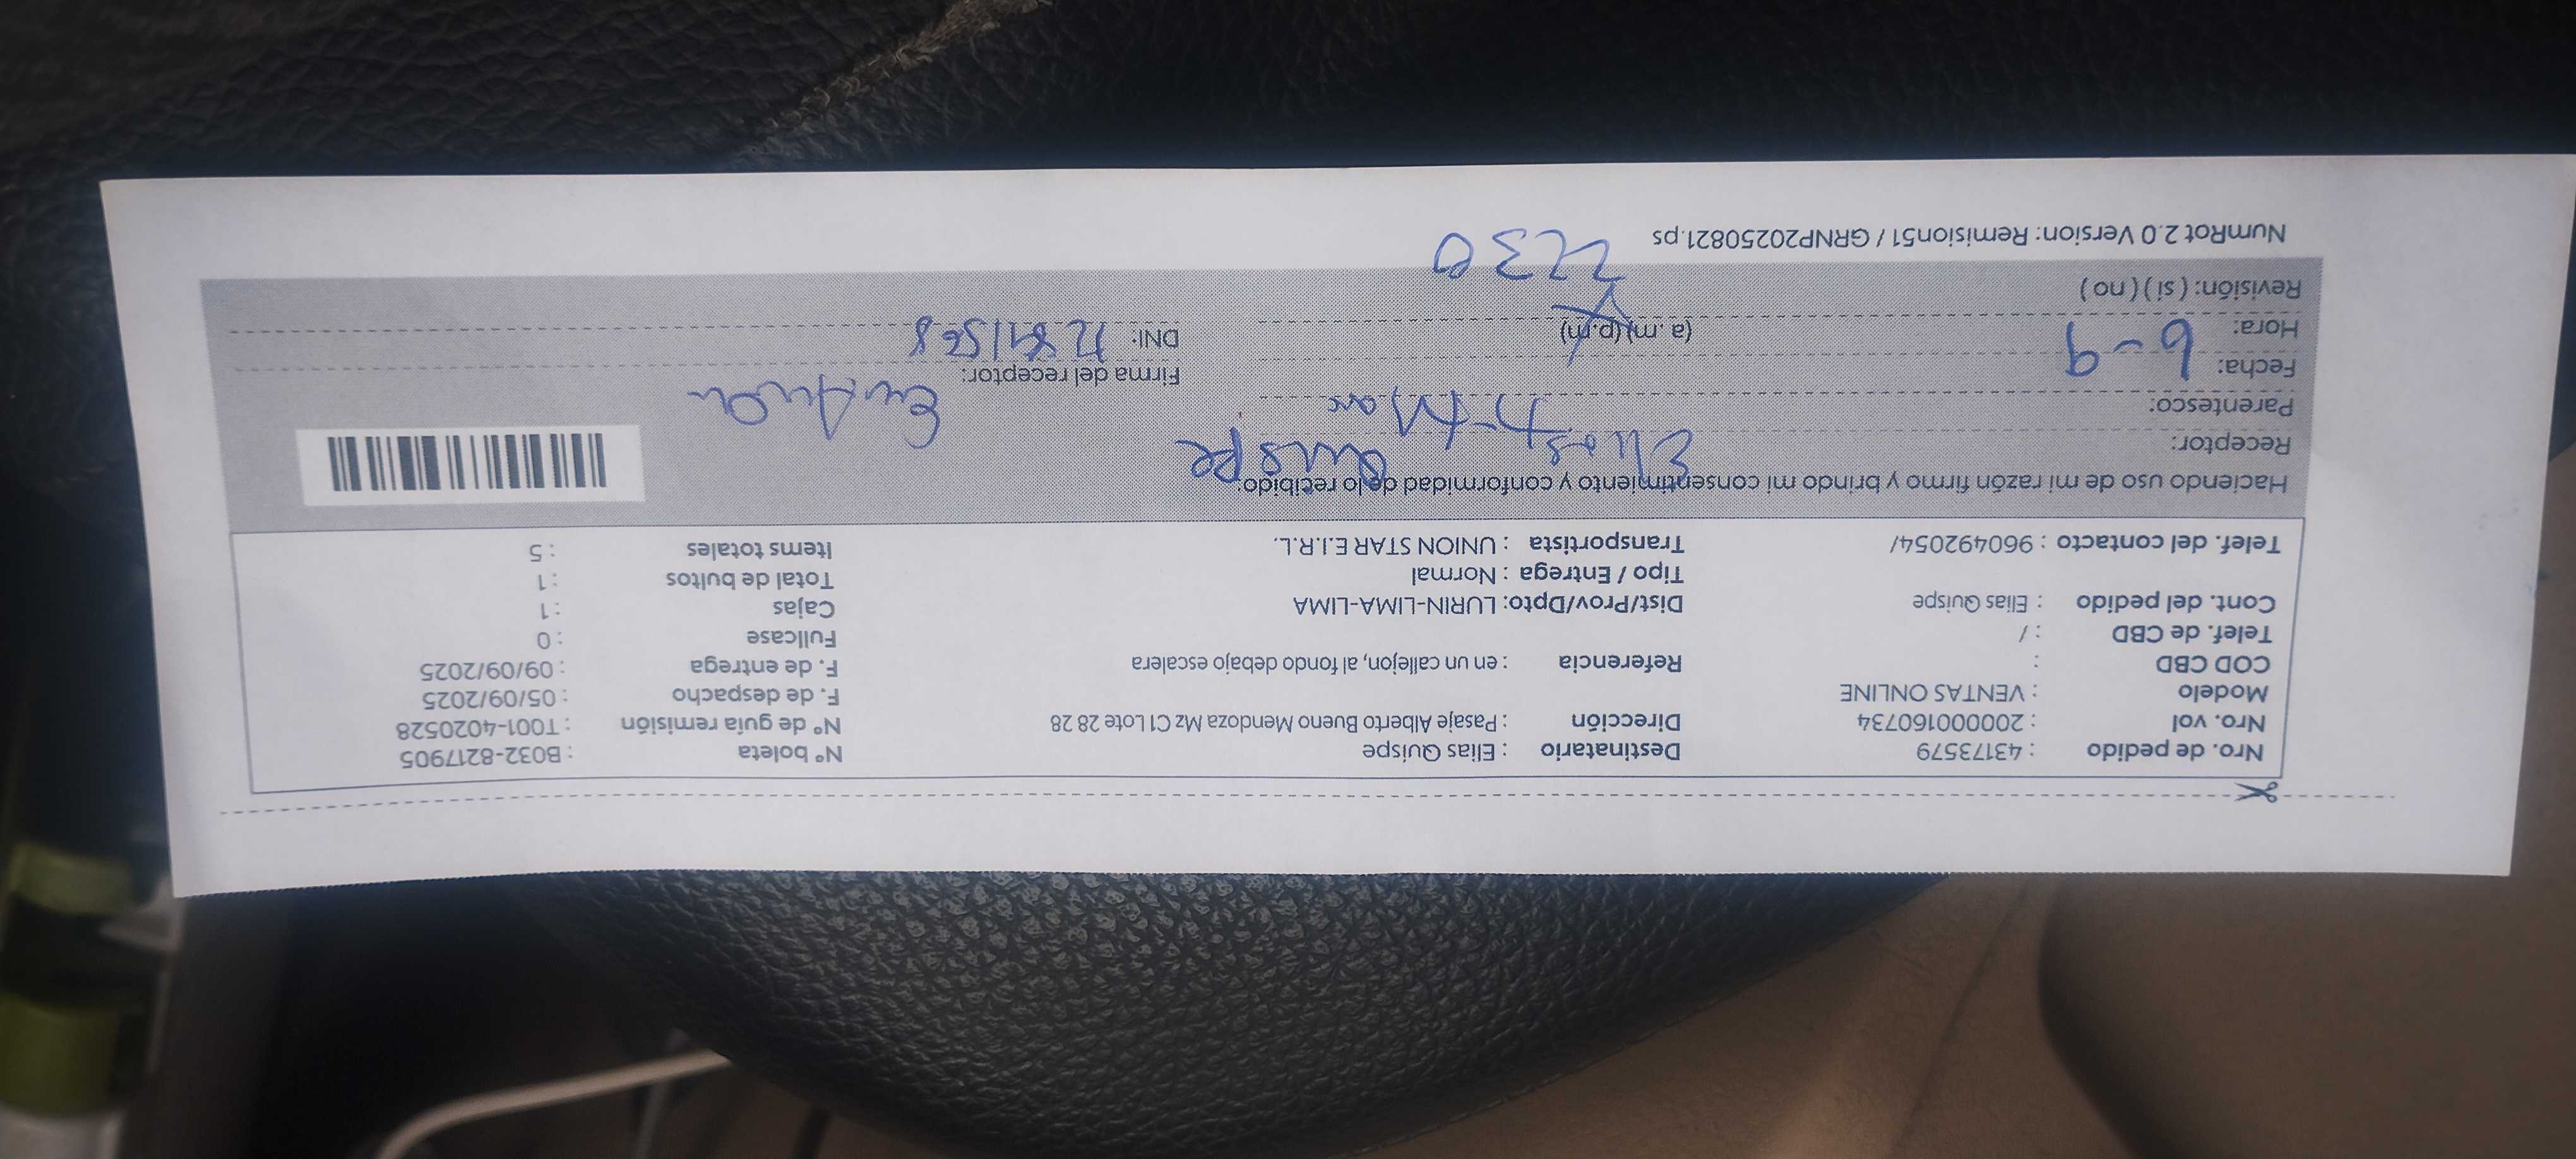 Nro. de pedido : 43173579
Nro. vol : 2000016000734
Modelo : VENTAS ONLINE
COD CBD :
Telef. de CBD : /
Cont. del pedido : Elias Quispe
Telef. del contacto : 960492054/
Destinatario : Elias Quispe
Dirección : Pasaje Alberto Bueno Mendoza Mz C1 Lote 28 28
Referencia : en un callejon, al fondo debajo escalera
Dist/Prov/Dpto: LURIN-LIMA-LIMA
Tipo / Entrega : Normal
Transportista : UNION STAR E.I.R.L.
Nº boleta : B032-8217905
Nº de guía remisión : T001-4020528
F. de despacho : 05/09/2025
F. de entrega : 09/09/2025
Fullcase : 0
Cajas : 1
Total de bultos : 1
Items totales : 5
Haciendo uso de mi razón firmo y brindo mi consentimiento y conformidad de lo recibido:
Receptor: Elias Quispe
Parentesco:
Fecha: 6-9
Hora: (a. m) (p. m)
2230
Revisión: ( si ) ( no )
Firma del receptor:
DNI:
NumRot 2.0 Version: Remision51 / GRNP20250821.ps